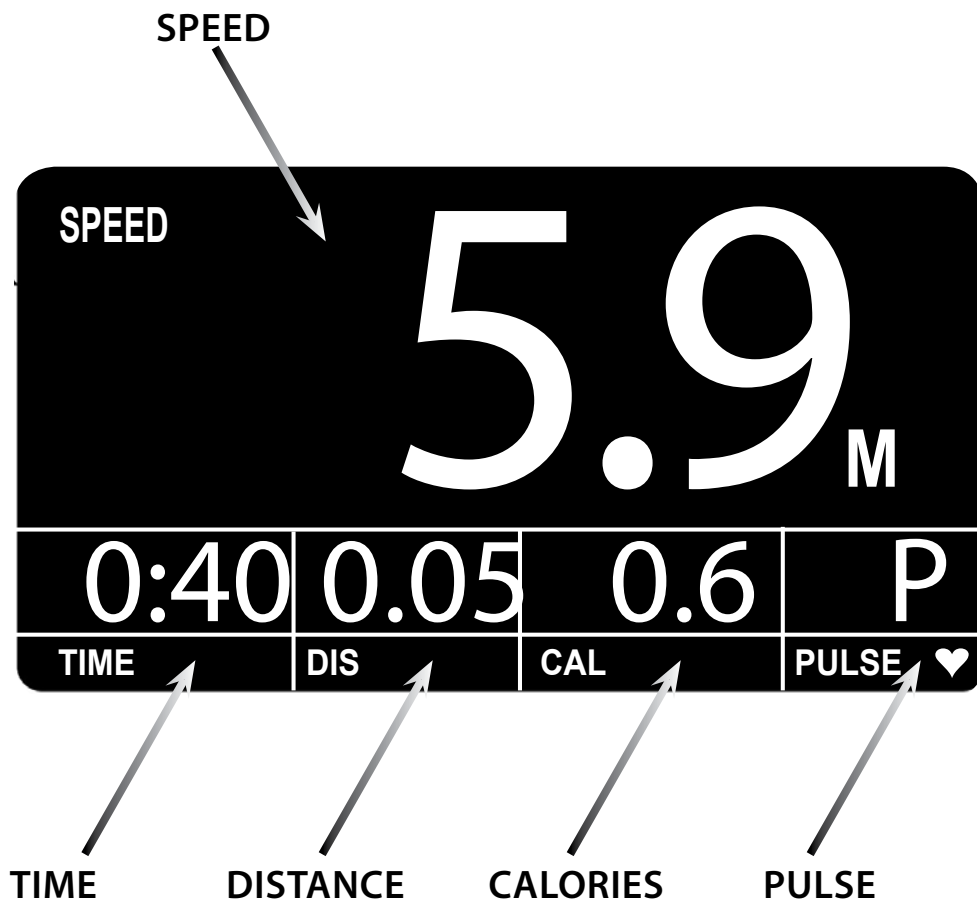 SPEED
SPEED
5.9 M
0:40 0.05 0.6 P
TIME DIS CAL PULSE
TIME DISTANCE CALORIES PULSE